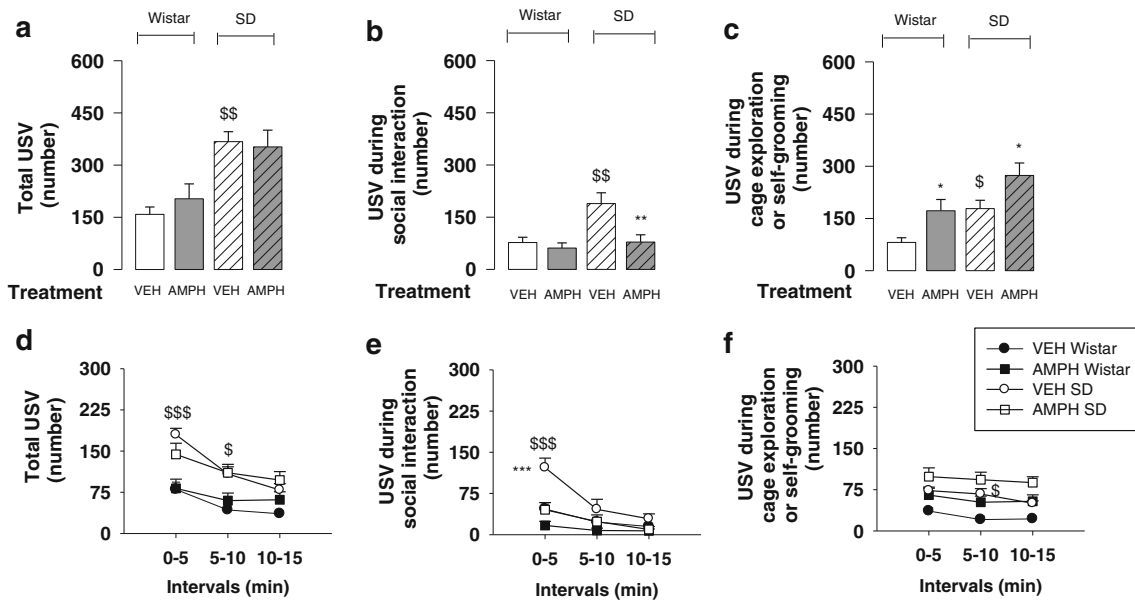 a
Wistar
SD
600
450
300
150
0
Total USV
(number)
$$
Treatment
VEH
AMPH
VEH
AMPH
b
Wistar
SD
600
450
300
150
0
USV during
social interaction
(number)
$$
**
VEH
AMPH
VEH
AMPH
c
Wistar
SD
600
450
300
150
0
USV during
cage exploration
or self-grooming
(number)
*
$
*
Treatment
VEH
AMPH
VEH
AMPH
d
300
225
150
75
0
Total USV
(number)
$$$
$
0-5
5-10
10-15
Intervals (min)
e
300
225
150
75
0
USV during
social interaction
(number)
$$$
***
0-5
5-10
10-15
Intervals (min)
f
300
225
150
75
0
USV during
cage exploration
or self-grooming
(number)
$
0-5
5-10
10-15
Intervals (min)
VEH Wistar
AMPH Wistar
VEH SD
AMPH SD